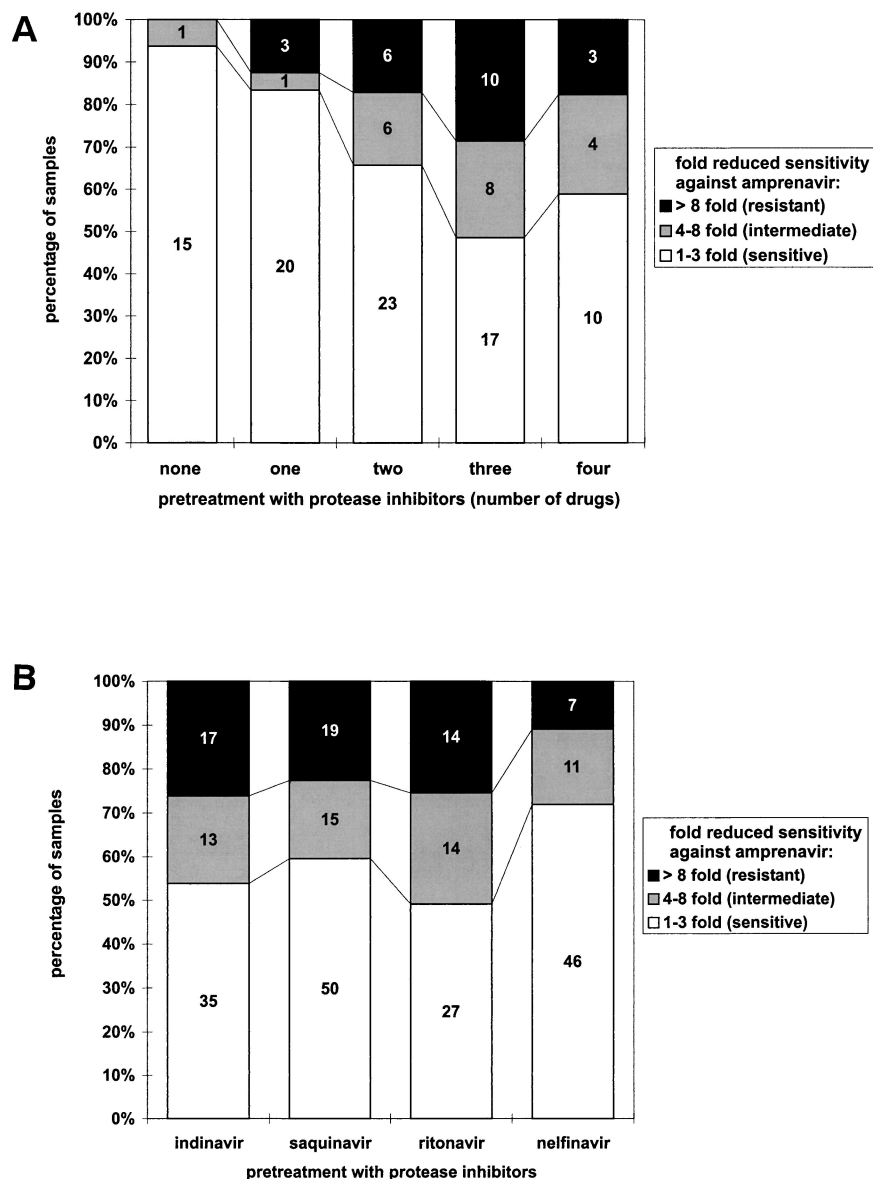 A
100%
90%
80%
70%
60%
50%
40%
30%
20%
10%
0%
percentage of samples
1
15
3
1
20
6
6
23
10
8
17
3
4
10
none one two three four
pretreatment with protease inhibitors (number of drugs)
fold reduced sensitivity
against amprenavir:
> 8 fold (resistant)
4-8 fold (intermediate)
1-3 fold (sensitive)
B
100%
90%
80%
70%
60%
50%
40%
30%
20%
10%
0%
percentage of samples
17
13
35
19
15
50
14
14
27
7
11
46
indinavir saquinavir ritonavir nelfinavir
pretreatment with protease inhibitors
fold reduced sensitivity
against amprenavir:
> 8 fold (resistant)
4-8 fold (intermediate)
1-3 fold (sensitive)